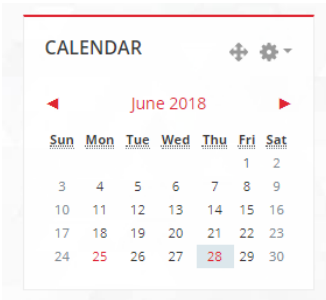 CALENDAR
◄ June 2018 ►
Sun Mon Tue Wed Thu Fri Sat
1 2
3 4 5 6 7 8 9
10 11 12 13 14 15 16
17 18 19 20 21 22 23
24 25 26 27 28 29 30